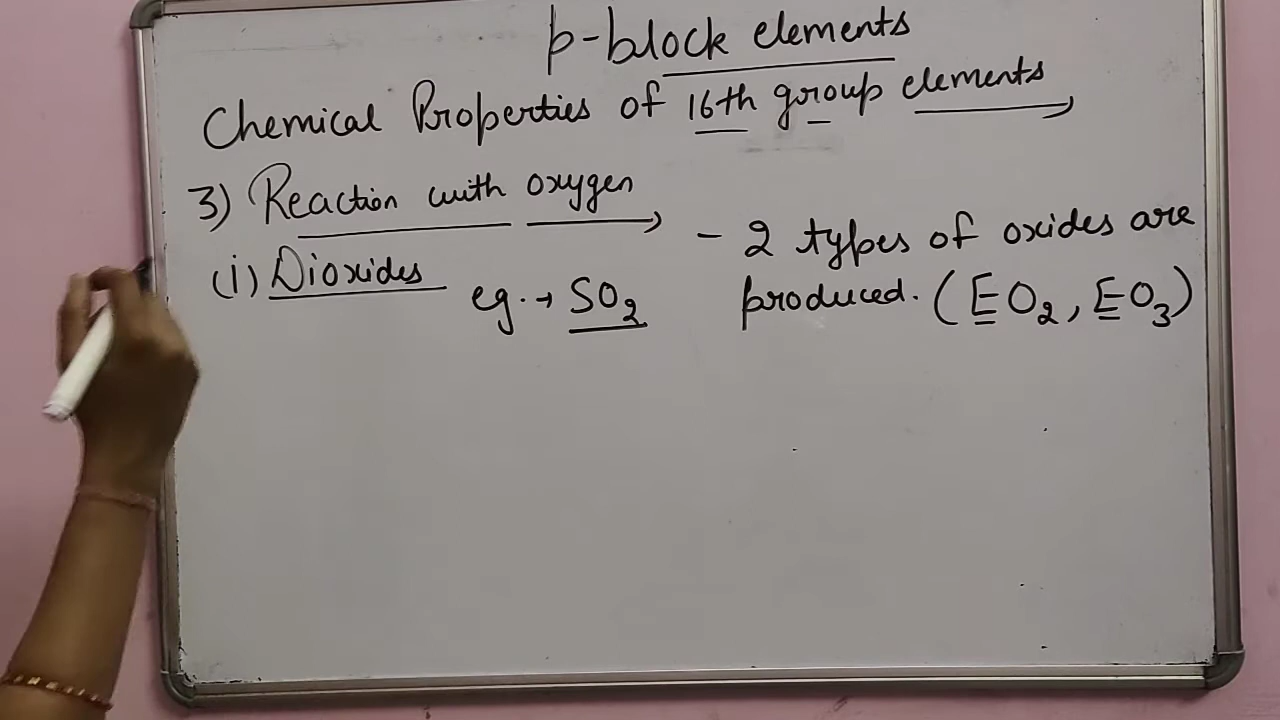 p-block elements
Chemical Properties of 16th group elements
3) Reaction with oxygen
- 2 types of oxides are
produced. (EO₂, EO₃)
(i) Dioxides eg. → SO₂